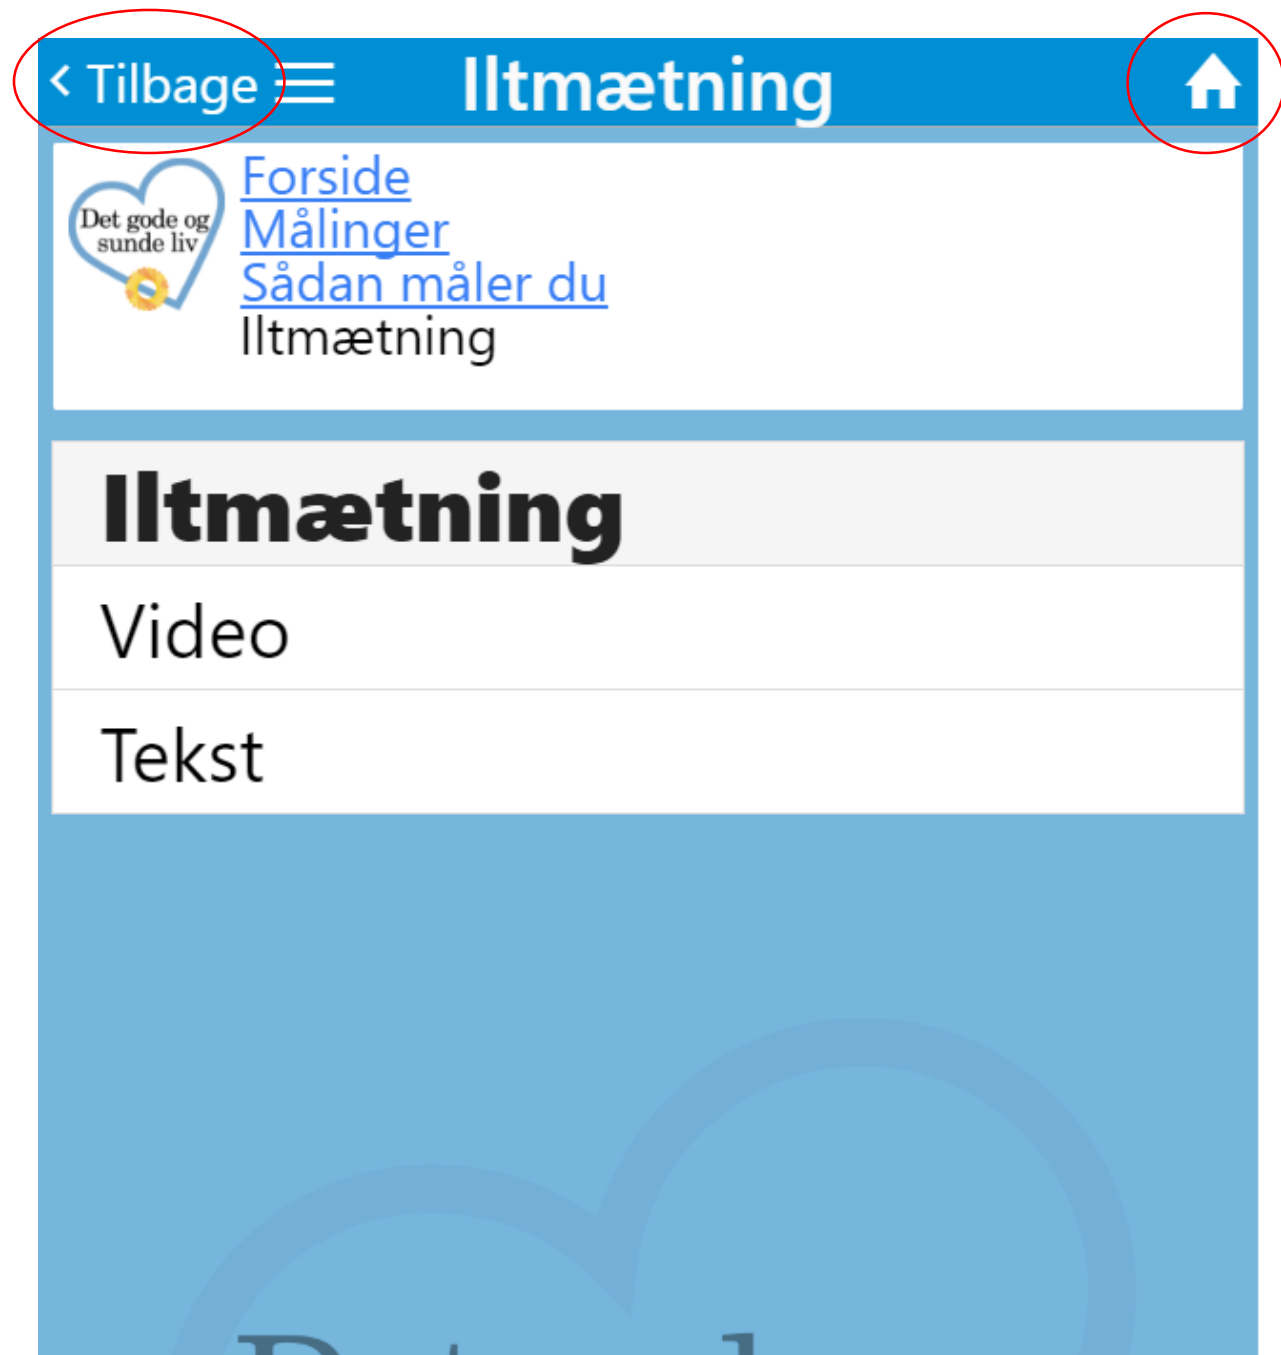 Tilbage
Iltmætning
Det gode og
sunde liv
Forside
Målinger
Sådan måler du
Iltmætning
Iltmætning
Video
Tekst